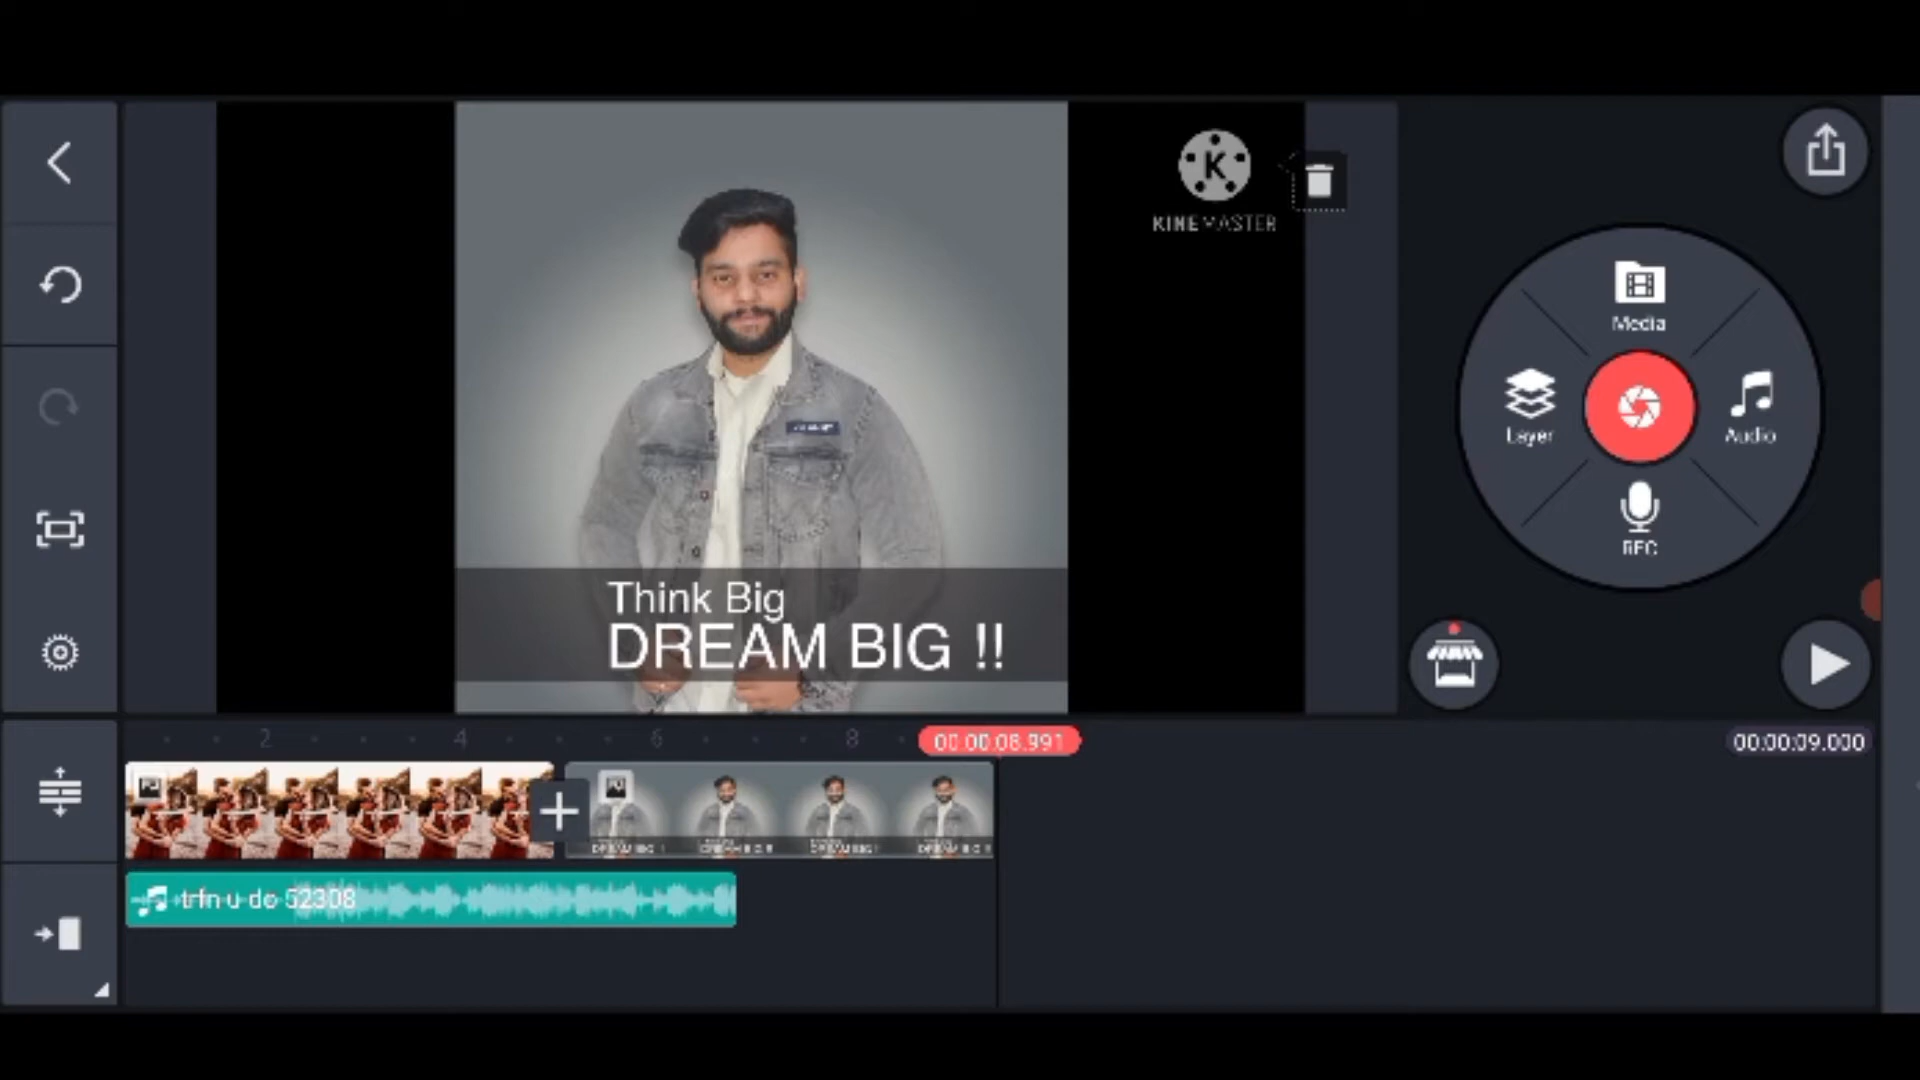 KINEMASTER
Media
Layer
Audio
REC
Think Big
DREAM BIG !!
2
4
6
8
00:00:08.991
00:00:09.000
trfn u do 52308